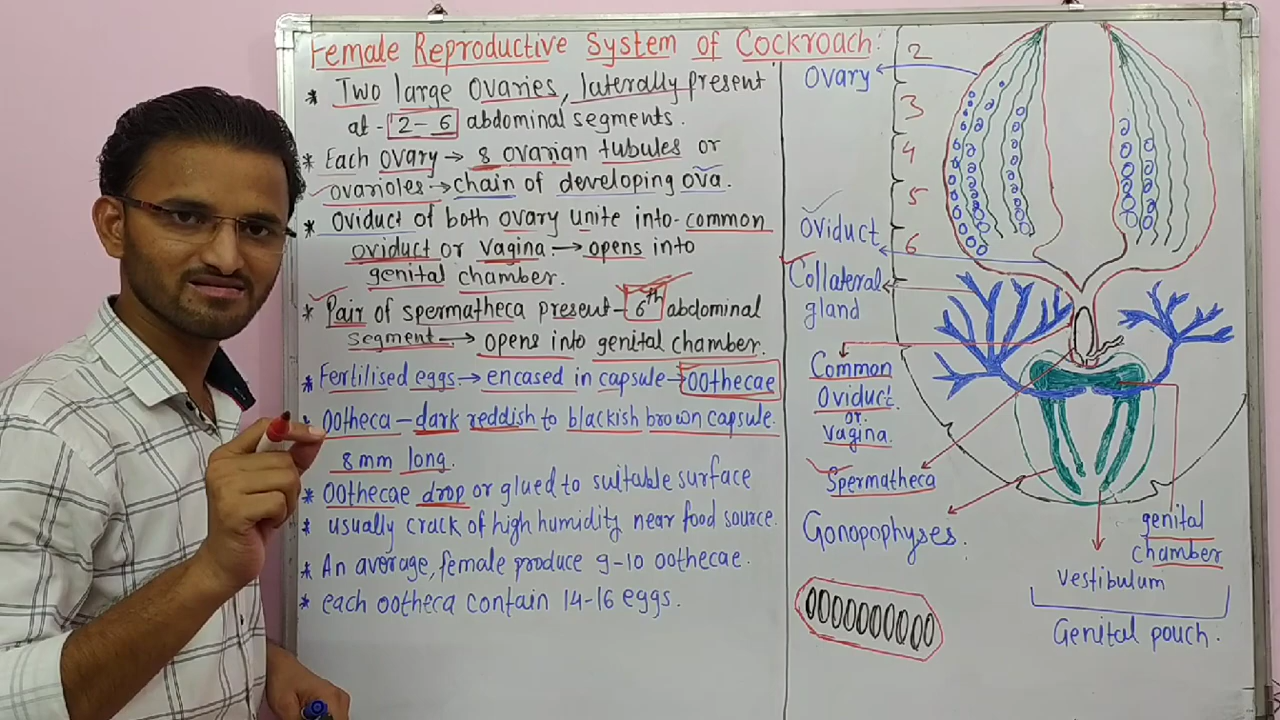 Female Reproductive System of Cockroach:
* Two large ovaries, laterally present
at - 2 - 6 abdominal segments.
* Each ovary → 8 ovarian tubules or
ovarioles → chain of developing ova.
* Oviduct of both ovary unite into - common
oviduct or vagina → opens into
genital chamber.
* Pair of spermatheca present - 6th abdominal
segment → opens into genital chamber.
* Fertilised eggs → encased in capsule → Oothecae
* Ootheca - dark reddish to blackish brown capsule.
8 mm long.
* Oothecae drop or glued to suitable surface
* usually crack of high humidity near food source.
* An average, female produce 9-10 oothecae.
* each ootheca contain 14-16 eggs.
2
Ovary
3
4
5
Oviduct
6
Collateral
gland
Common
Oviduct
or
vagina.
Spermatheca
Gonopophyses.
genital
chamber
vestibulum
Genital pouch.